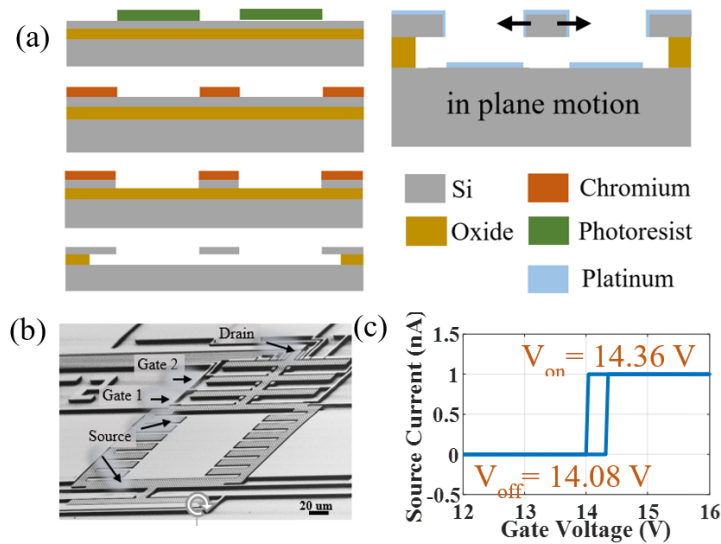 (a)
in plane motion
Si
Chromium
Oxide
Photoresist
Platinum
(b)
Drain
Gate 2
Gate 1
Source
20 um
(c)
Source Current (nA)
1.5
1
0.5
0
-0.5
V_on = 14.36 V
V_off = 14.08 V
12
13
14
15
16
Gate Voltage (V)